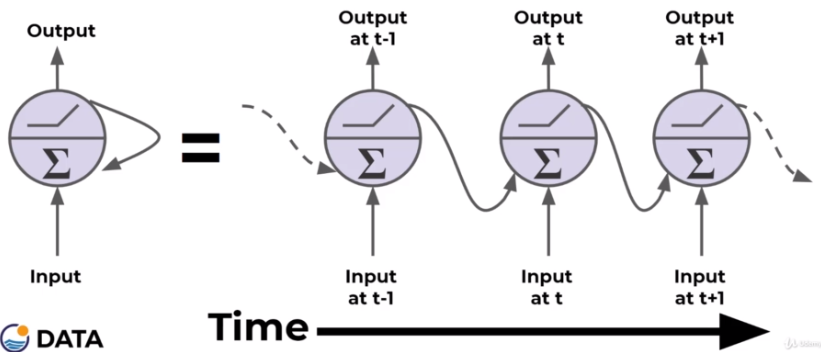 Output
Output
at t-1
Output
at t
Output
at t+1
Σ
=
Σ
Σ
Σ
Input
Input
at t-1
Input
at t
Input
at t+1
Time
DATA
Udemy